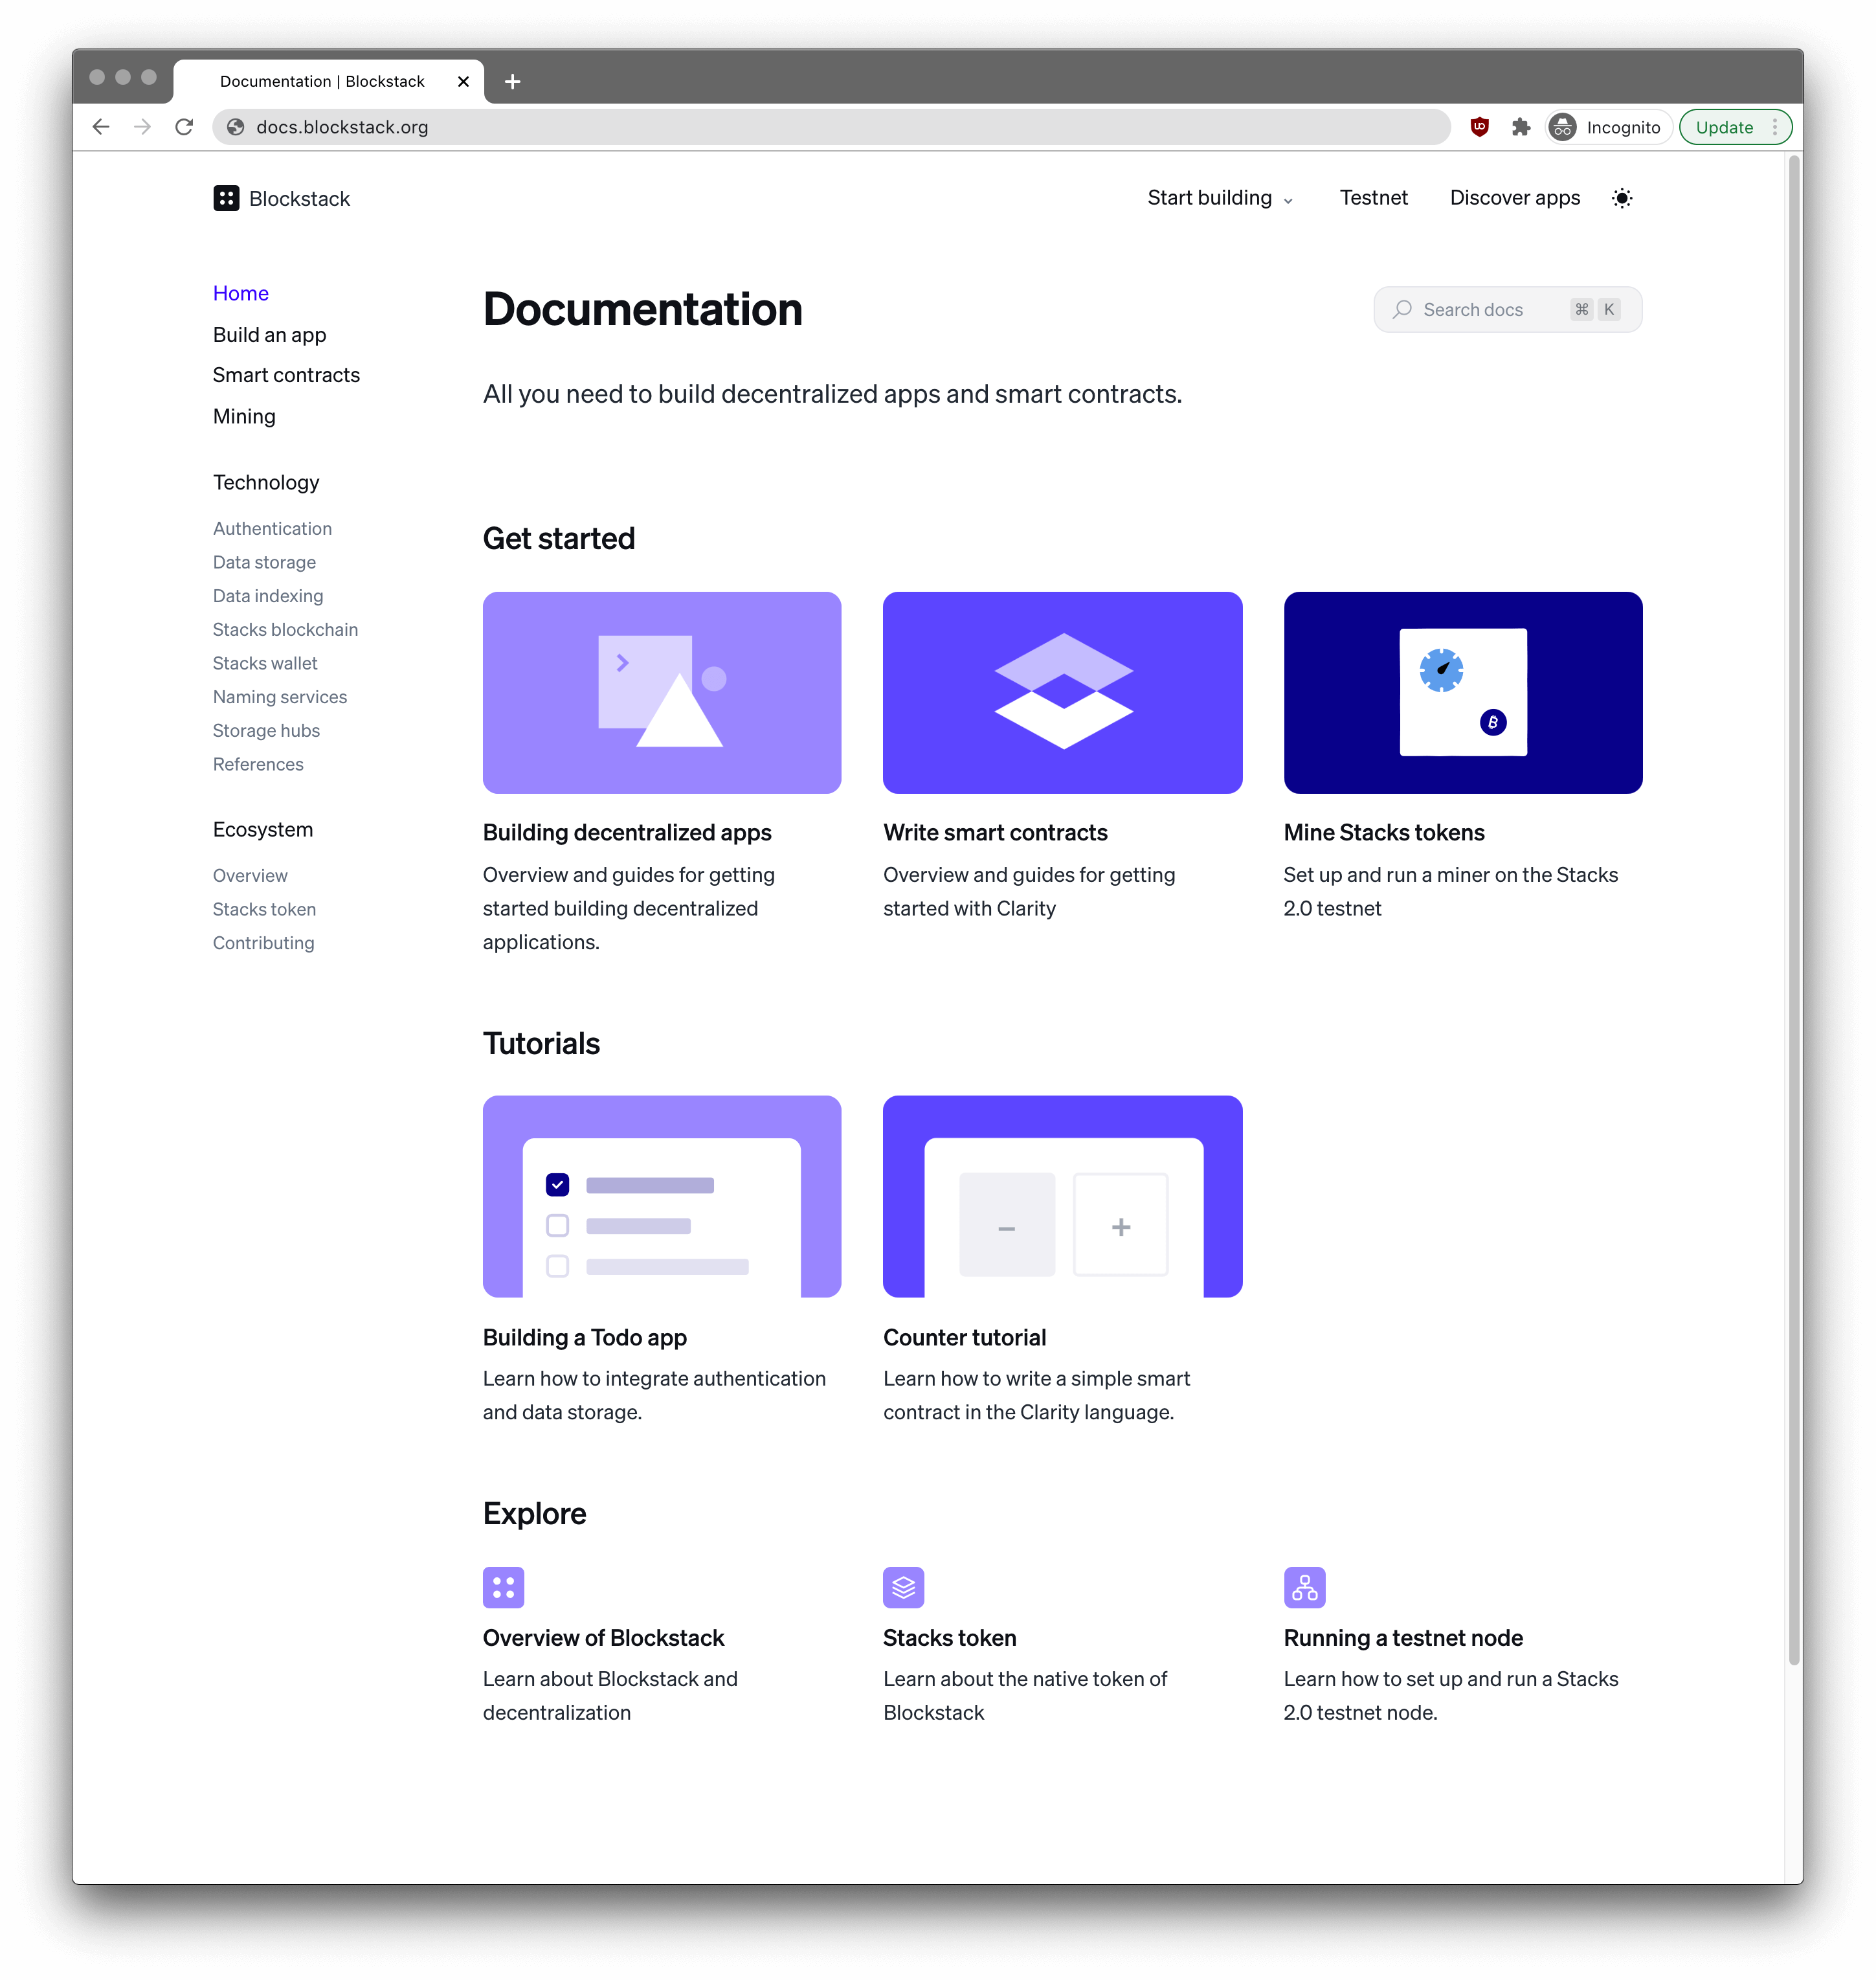 Documentation | Blockstack
docs.blockstack.org
Incognito
Update
Blockstack
Start building
Testnet
Discover apps
Home
Build an app
Smart contracts
Mining
Technology
Authentication
Data storage
Data indexing
Stacks blockchain
Stacks wallet
Naming services
Storage hubs
References
Ecosystem
Overview
Stacks token
Contributing
Documentation
Search docs ⌘ K
All you need to build decentralized apps and smart contracts.
Get started
Building decentralized apps
Overview and guides for getting
started building decentralized
applications.
Write smart contracts
Overview and guides for getting
started with Clarity
Mine Stacks tokens
Set up and run a miner on the Stacks
2.0 testnet
Tutorials
Building a Todo app
Learn how to integrate authentication
and data storage.
Counter tutorial
Learn how to write a simple smart
contract in the Clarity language.
Explore
Overview of Blockstack
Learn about Blockstack and
decentralization
Stacks token
Learn about the native token of
Blockstack
Running a testnet node
Learn how to set up and run a Stacks
2.0 testnet node.